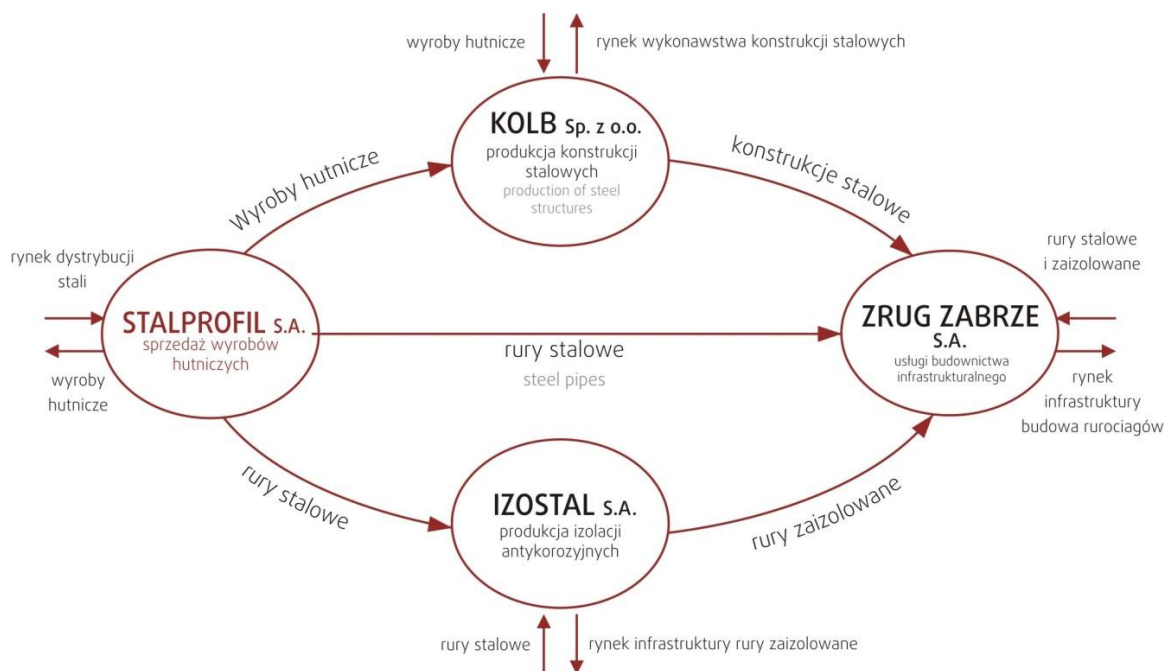 wyroby hutnicze
rynek wykonawstwa konstrukcji stalowych
KOLB Sp. z o.o.
produkcja konstrukcji
stalowych
production of steel
structures
Wyroby hutnicze
konstrukcje stalowe
rynek dystrybucji
stali
STALPROFIL S.A.
sprzedaż wyrobów
hutniczych
wyroby
hutnicze
rury stalowe
steel pipes
rury stalowe
i zaizolowane
ZRUG ZABRZE
S.A.
usługi budownictwa
infrastrukturalnego
rynek
infrastruktury
budowa rurociągów
rury stalowe
IZOSTAL S.A.
produkcja izolacji
antykorozyjnych
rury zaizolowane
rury stalowe
rynek infrastruktury rury zaizolowane